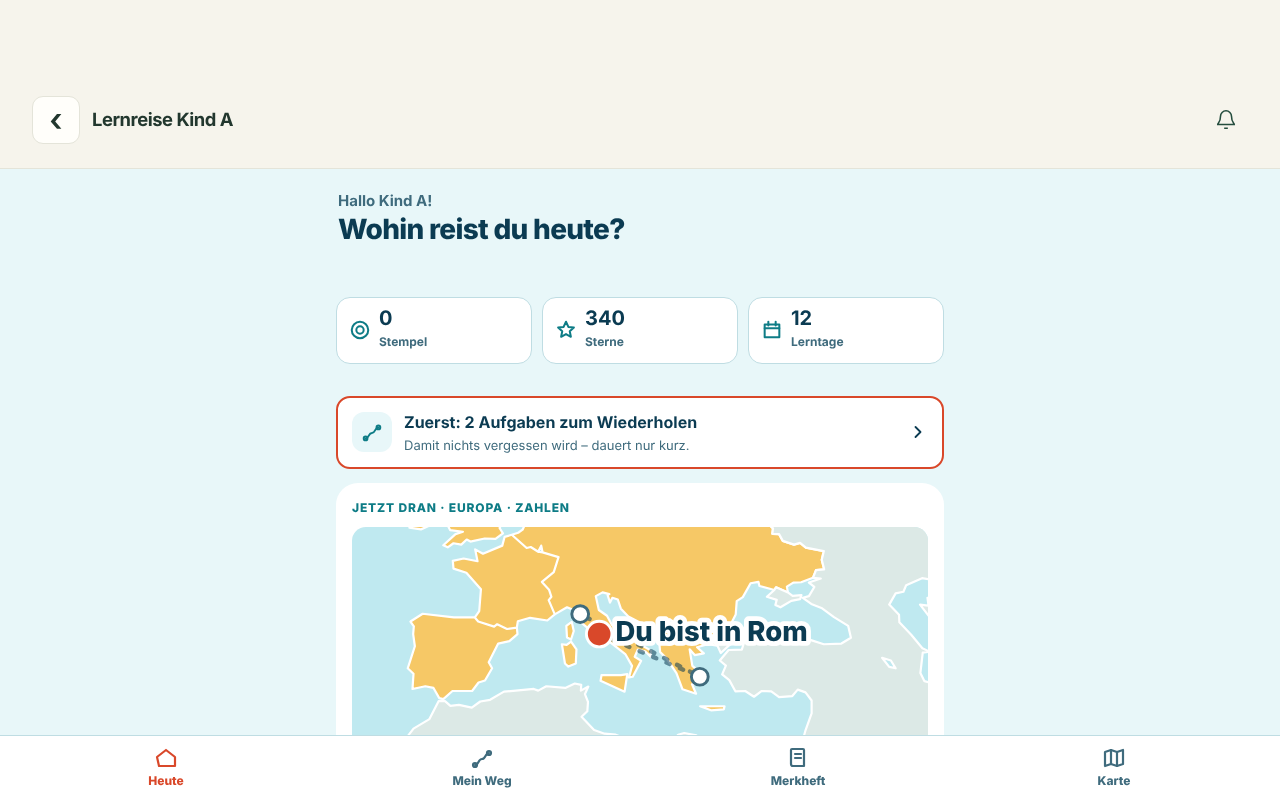 Lernreise Kind A
Hallo Kind A!
Wohin reist du heute?
0
Stempel
340
Sterne
12
Lerntage
Zuerst: 2 Aufgaben zum Wiederholen
Damit nichts vergessen wird – dauert nur kurz.
JETZT DRAN · EUROPA · ZAHLEN
Du bist in Rom
Heute
Mein Weg
Merkheft
Karte